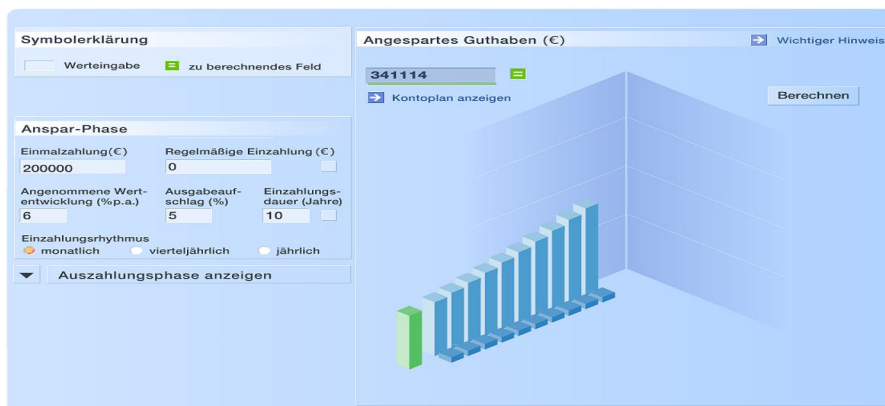 Symbolerklärung
Werteingabe
zu berechnendes Feld
Anspar-Phase
Einmalzahlung(€)
Regelmäßige Einzahlung (€)
200000
0
Angenommene Wert-
entwicklung (%p.a.)
Ausgabeauf-
schlag (%)
Einzahlungs-
dauer (Jahre)
6
5
10
Einzahlungsrhythmus
monatlich
vierteljährlich
jährlich
Auszahlungsphase anzeigen
Angespartes Guthaben (€)
Wichtiger Hinweis
341114
Kontoplan anzeigen
Berechnen